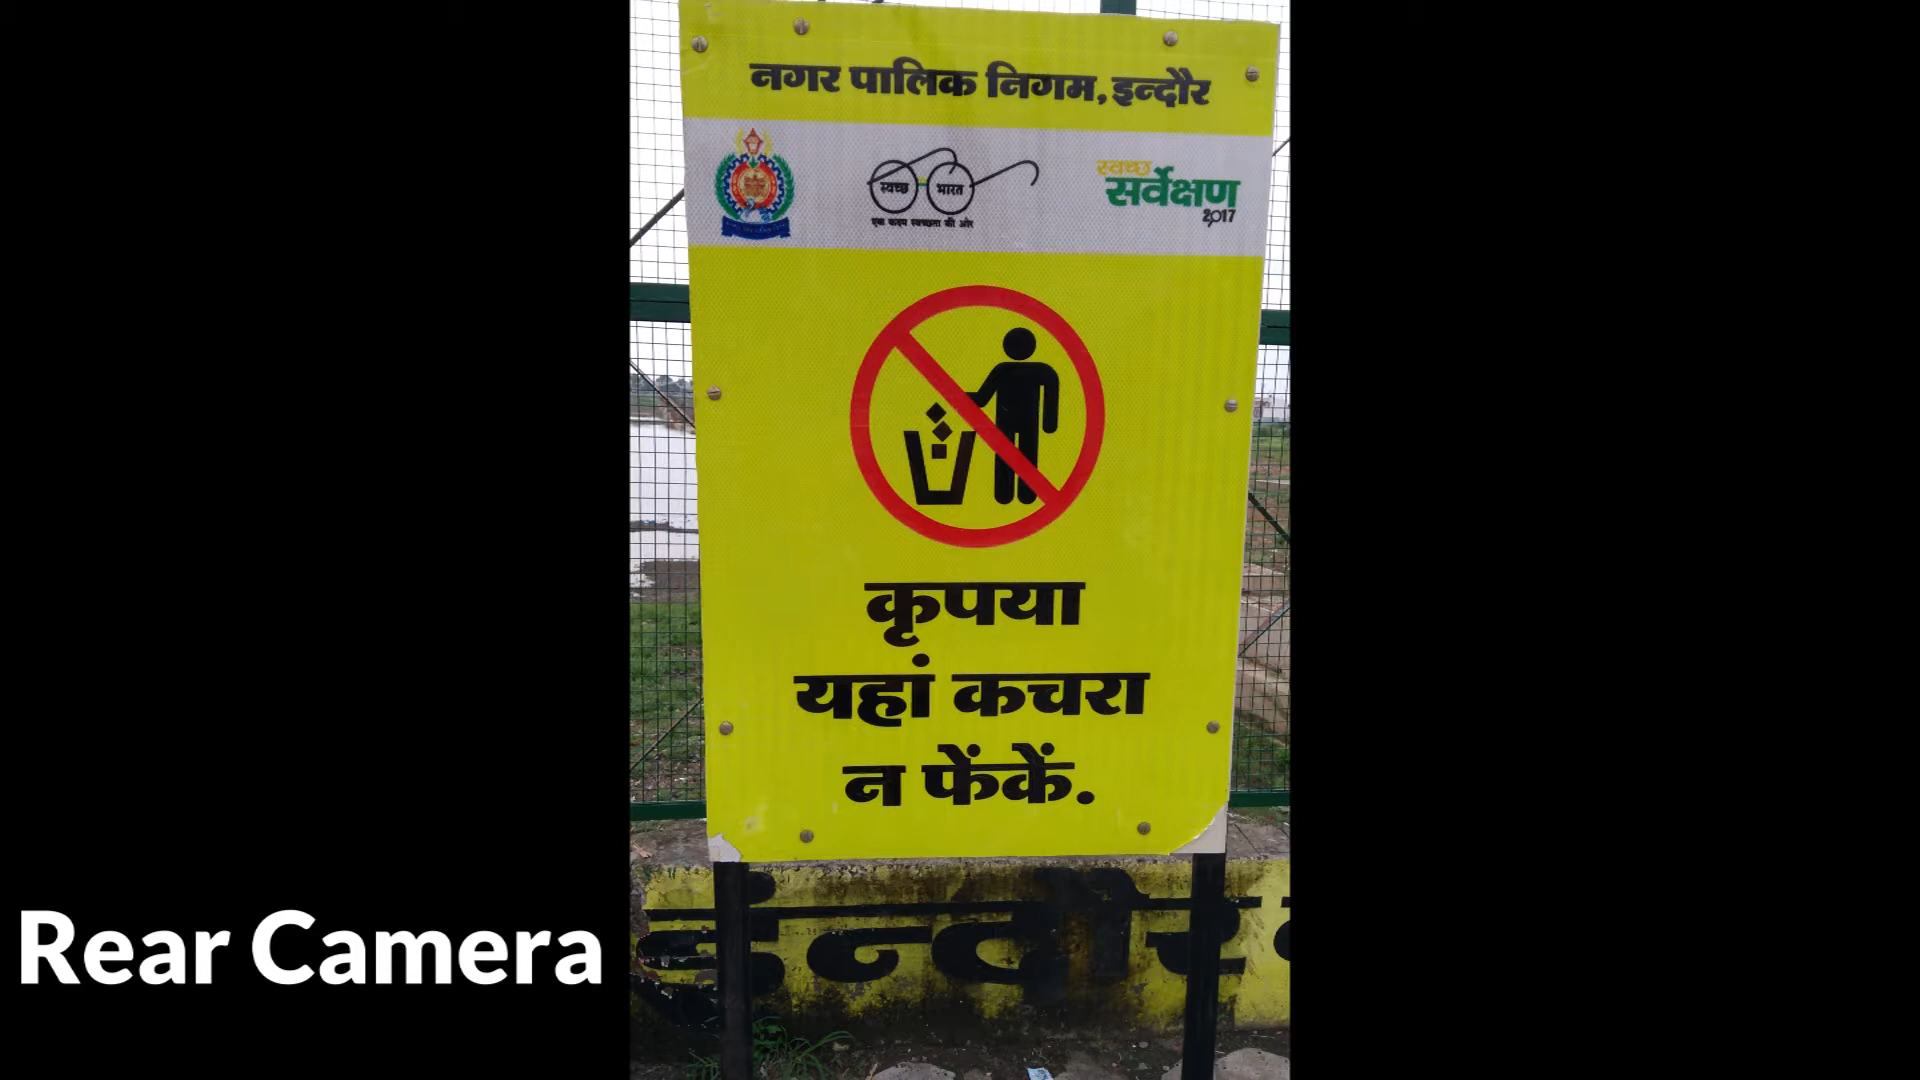 नगर पालिक निगम, इन्दौर
स्वच्छ भारत
एक कदम स्वच्छता की ओर
स्वच्छ
सर्वेक्षण
2017
कृपया
यहां कचरा
न फेंकें.
इंन्दौर
Rear Camera